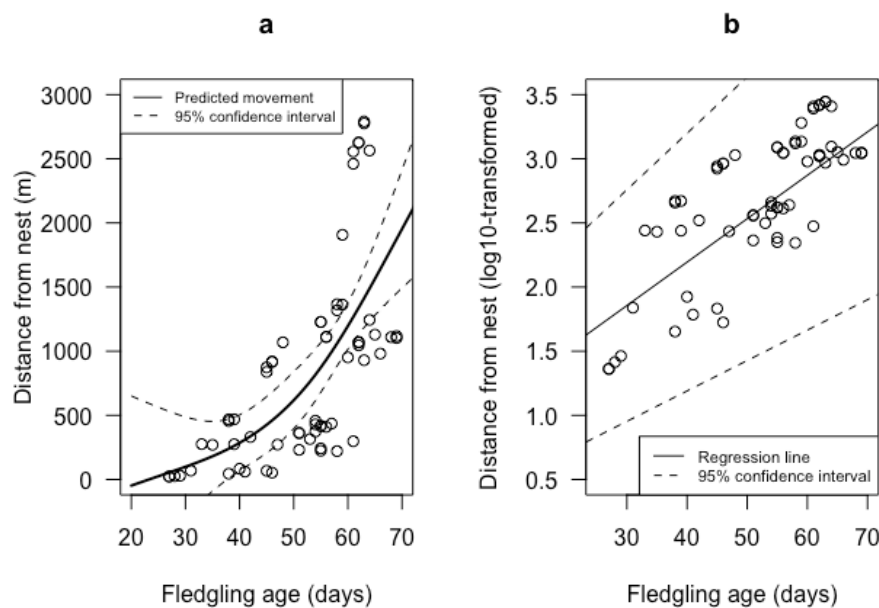 a
Distance from nest (m)
3000
2500
2000
1500
1000
500
0
Predicted movement
95% confidence interval
20 30 40 50 60 70
Fledgling age (days)
b
Distance from nest (log10-transformed)
3.5
3.0
2.5
2.0
1.5
1.0
0.5
Regression line
95% confidence interval
30 40 50 60 70
Fledgling age (days)